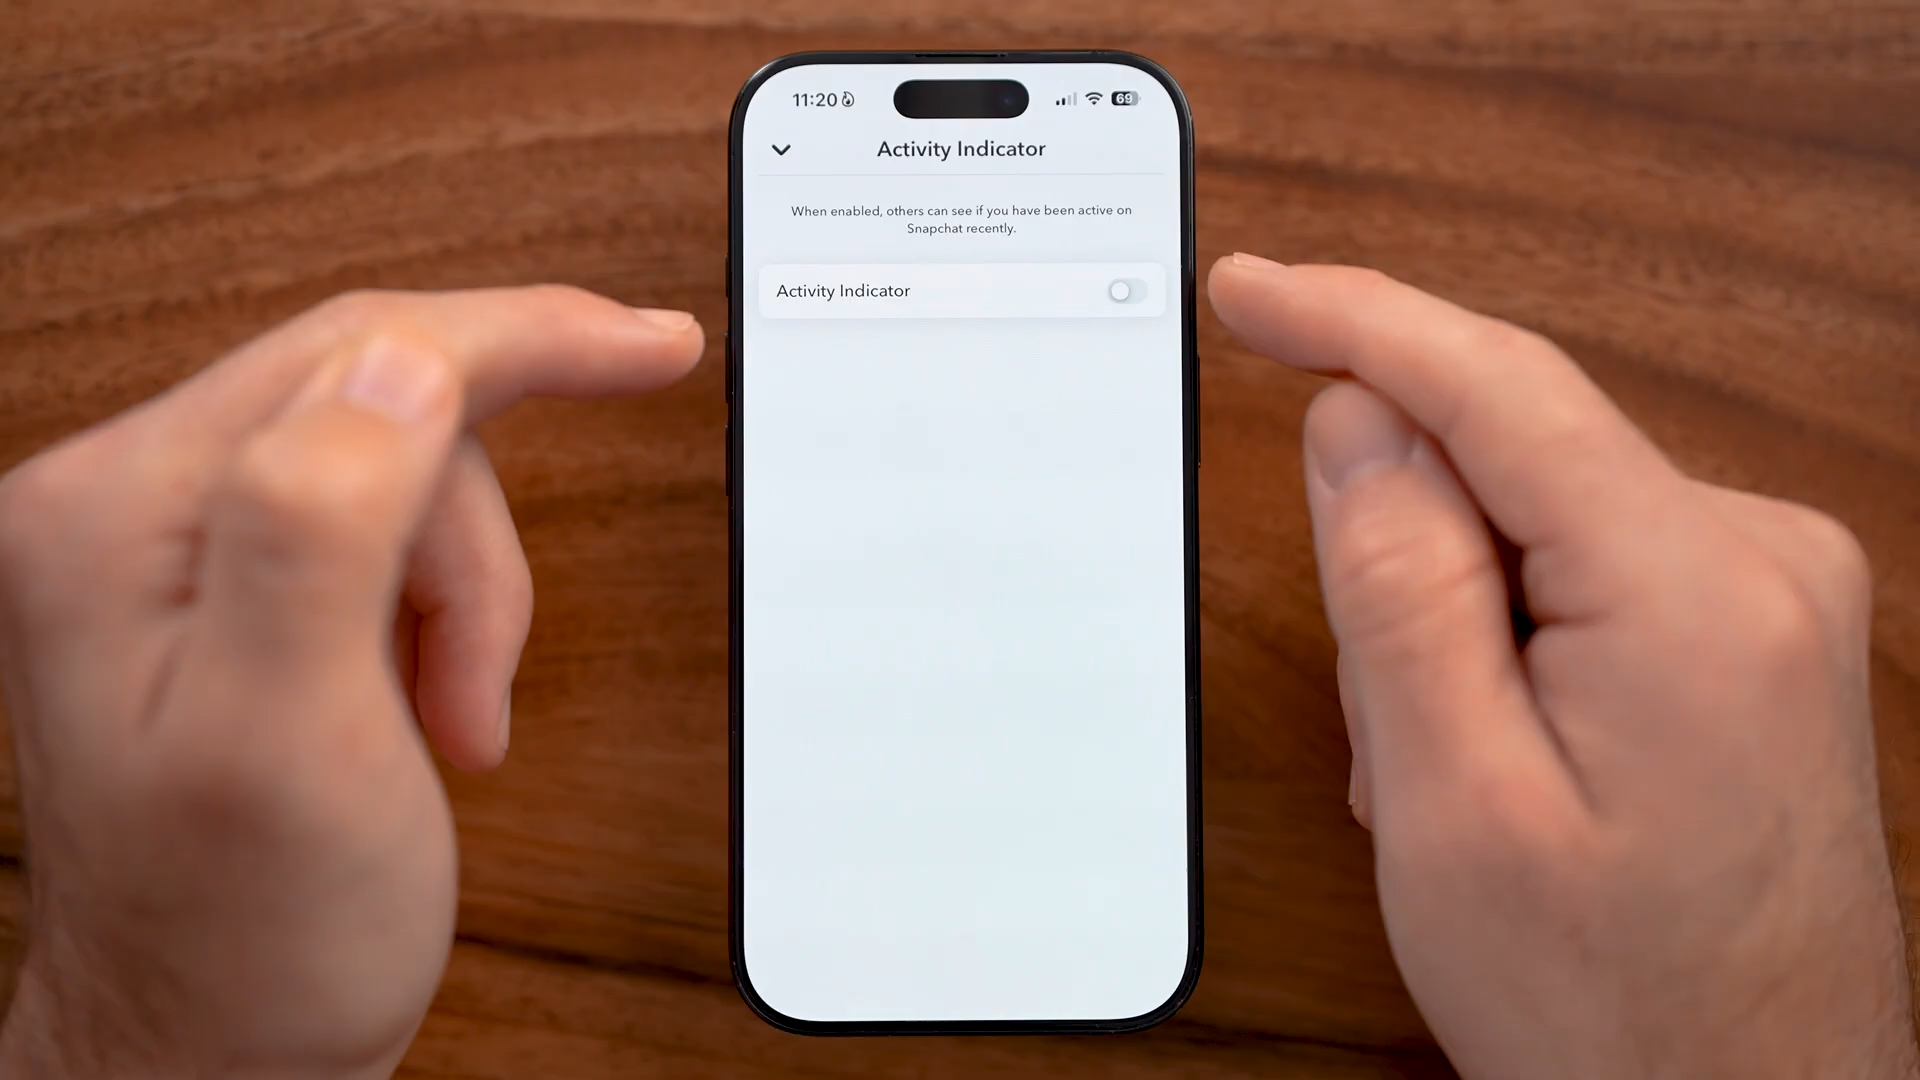 11:20
69
Activity Indicator
When enabled, others can see if you have been active on
Snapchat recently.
Activity Indicator